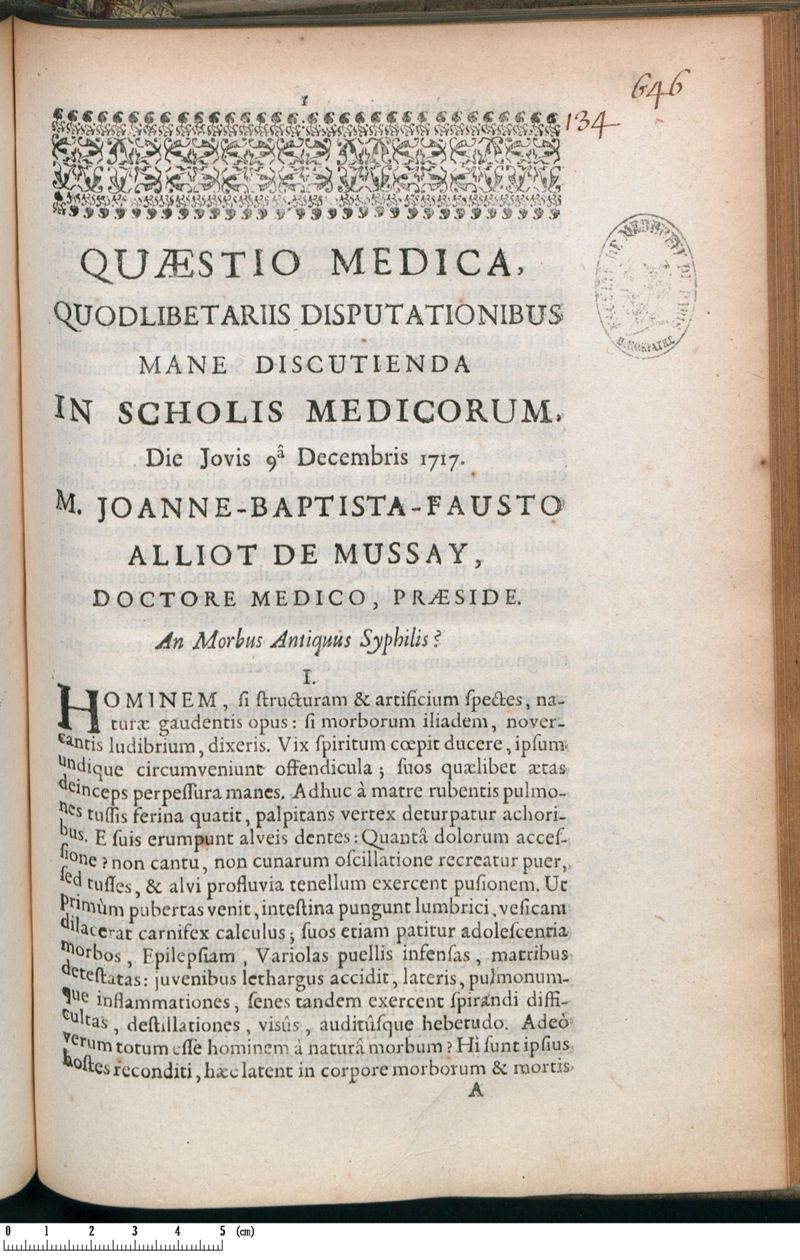 I
646
134
QUÆSTIO MEDICA,
QUODLIBETARIIS DISPUTATIONIBUS
MANE DISCUTIENDA
IN SCHOLIS MEDICORUM,
Die Jovis 9â Decembris 1717.
M. JOANNE-BAPTISTA-FAUSTO
ALLIOT DE MUSSAY,
DOCTORE MEDICO, PRÆSIDE.
An Morbus Antiquus Syphilis?
I.
HOMINEM, ſi ſtructuram & artificium ſpectes, na-
turæ gaudentis opus: ſi morborum iliadem, nover-
cantis ludibrium, dixeris. Vix ſpiritum cœpit ducere, ipſum
undique circumveniunt offendicula; ſuos quælibet ætas
deinceps perpeſſura manes. Adhuc à matre rubentis pulmo-
nes tuſſis ferina quatit, palpitans vertex deturpatur achori-
bus. E ſuis erumpunt alveis dentes: Quantâ dolorum acceſ-
ſione? non cantu, non cunarum oſcillatione recreatur puer,
ſed tuſſes, & alvi profluvia tenellum exercent puſionem. Ut
primùm pubertas venit, inteſtina pungunt lumbrici, veſicam
dilacerat carnifex calculus; ſuos etiam patitur adoleſcentia
morbos, Epilepſiam, Variolas puellis infenſas, matribus
deteſtatas: juvenibus lethargus accidit, lateris, pulmonum-
que inflammationes, ſenes tandem exercent ſpirandi diffi-
cultas, deſtillationes, viſûs, auditûſque hebetudo. Adeò
verum totum eſſe hominem à naturâ morbum? Hi ſunt ipſius
hoſtes reconditi, hæc latent in corpore morborum & mortis
A
0 1 2 3 4 5 (cm)